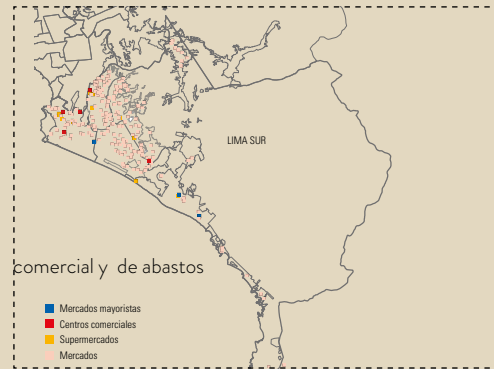 LIMA SUR
comercial y de abastos
Mercados mayoristas
Centros comerciales
Supermercados
Mercados